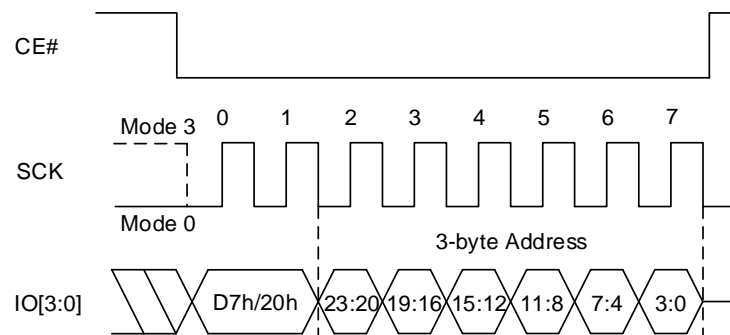 CE#
Mode 3
0 1 2 3 4 5 6 7
SCK
Mode 0
3-byte Address
IO[3:0]
D7h/20h 23:20 19:16 15:12 11:8 7:4 3:0